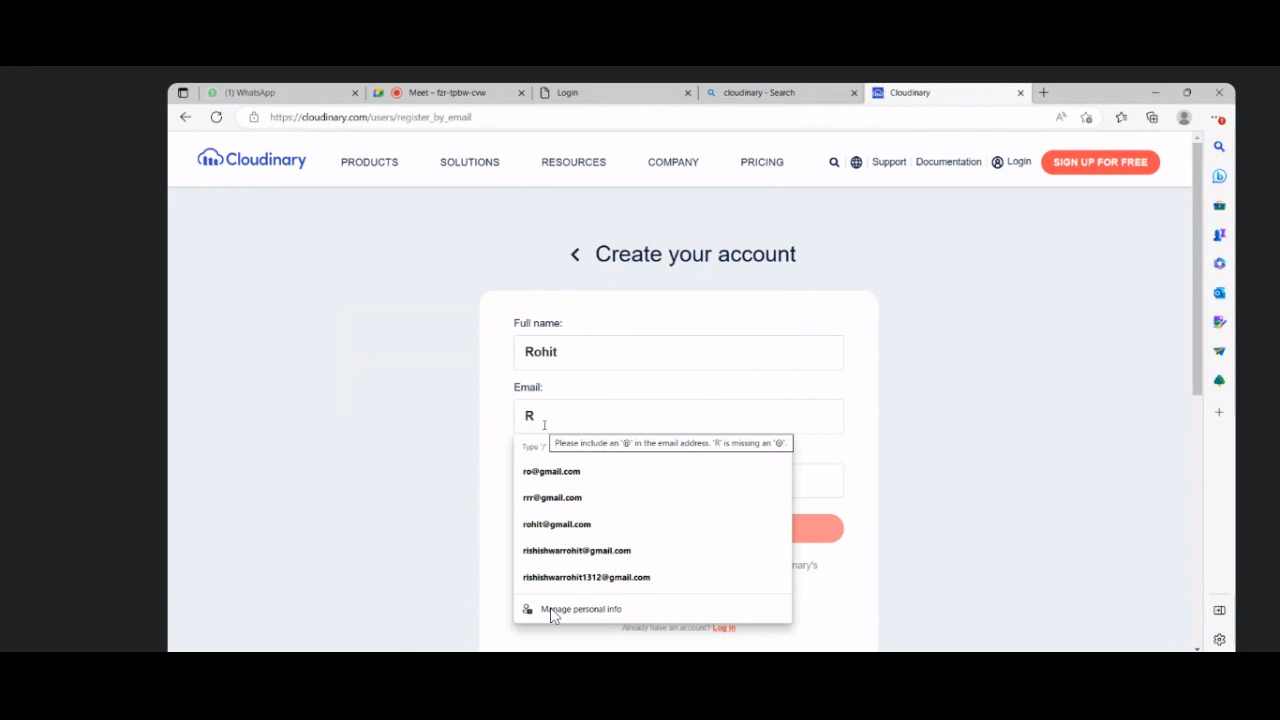 (1) WhatsApp
Meet – fzr-tpbw-cvw
Login
cloudinary - Search
Cloudinary
https://cloudinary.com/users/register_by_email
Cloudinary
PRODUCTS
SOLUTIONS
RESOURCES
COMPANY
PRICING
Support
Documentation
Login
SIGN UP FOR FREE
Create your account
Full name:
Rohit
Email:
R
Type '/'
Please include an '@' in the email address. 'R' is missing an '@'.
ro@gmail.com
rrr@gmail.com
rohit@gmail.com
rishishwarrohit@gmail.com
rishishwarrohit1312@gmail.com
nary's
Manage personal info
Already have an account? Log in